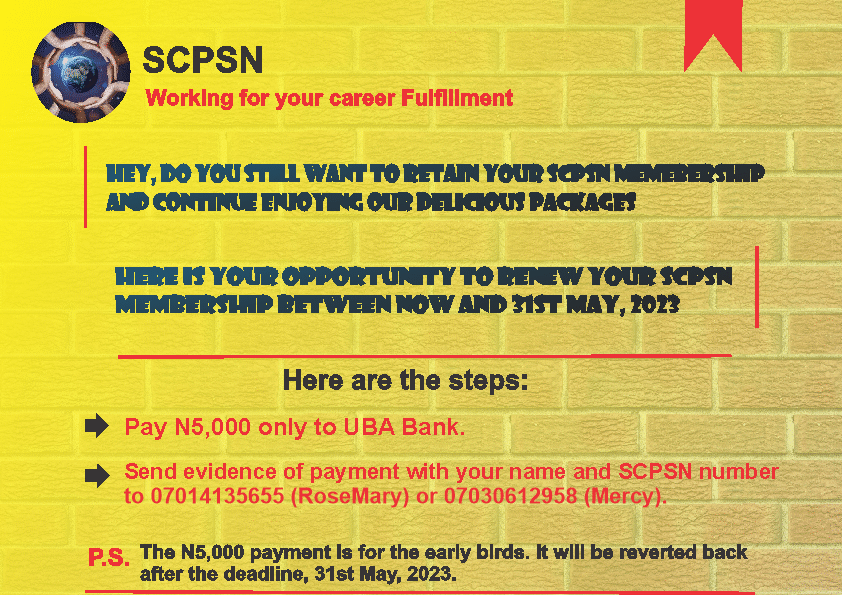 SCPSN
Working for your career Fulfillment
HEY, DO YOU STILL WANT TO RETAIN YOUR SCPSN MEMEBERSHIP
AND CONTINUE ENJOYING OUR DELICIOUS PACKAGES
HERE IS YOUR OPPORTUNITY TO RENEW YOUR SCPSN
MEMBERSHIP BETWEEN NOW AND 31ST MAY, 2023
Here are the steps:
Pay N5,000 only to UBA Bank.
Send evidence of payment with your name and SCPSN number
to 07014135655 (RoseMary) or 07030612958 (Mercy).
P.S. The N5,000 payment is for the early birds. It will be reverted back
after the deadline, 31st May, 2023.